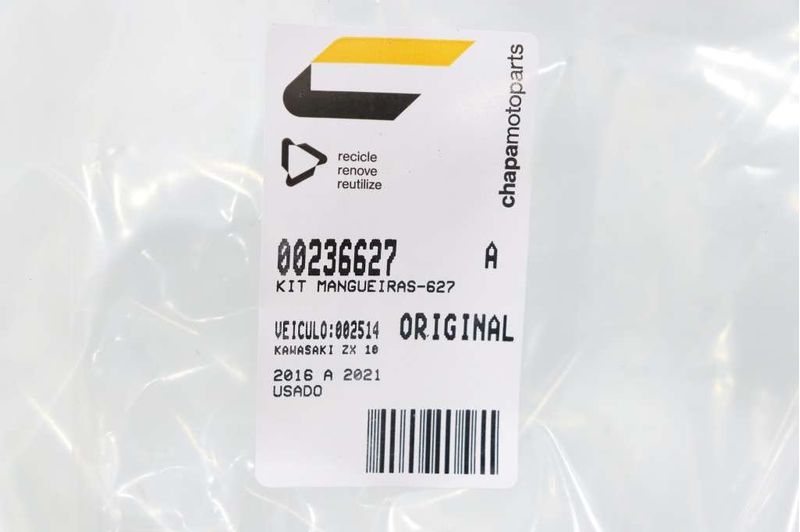 chapamotoparts
recicle
renove
reutilize
00236627 A
KIT MANGUEIRAS-627
VEICULO:002514 ORIGINAL
KAWASAKI ZX 10
2016 A 2021
USADO